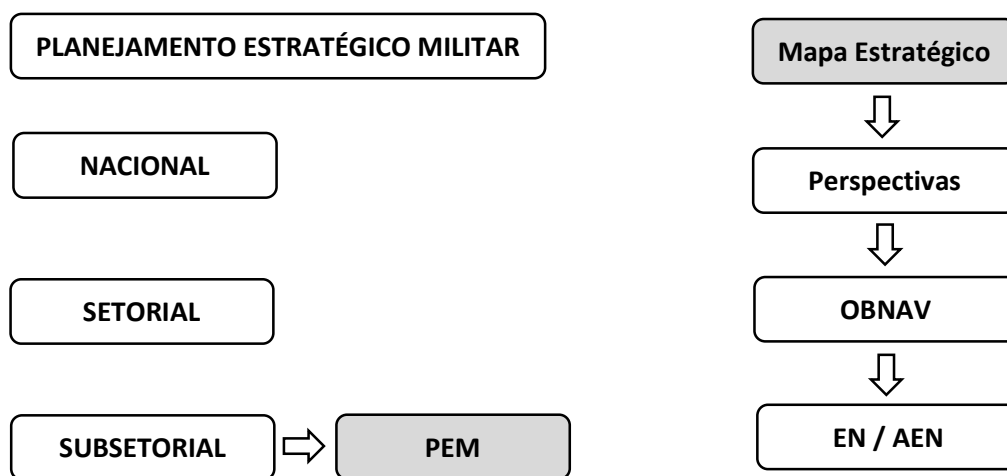 PLANEJAMENTO ESTRATÉGICO MILITAR
NACIONAL
SETORIAL
SUBSETORIAL
PEM
Mapa Estratégico
Perspectivas
OBNAV
EN / AEN